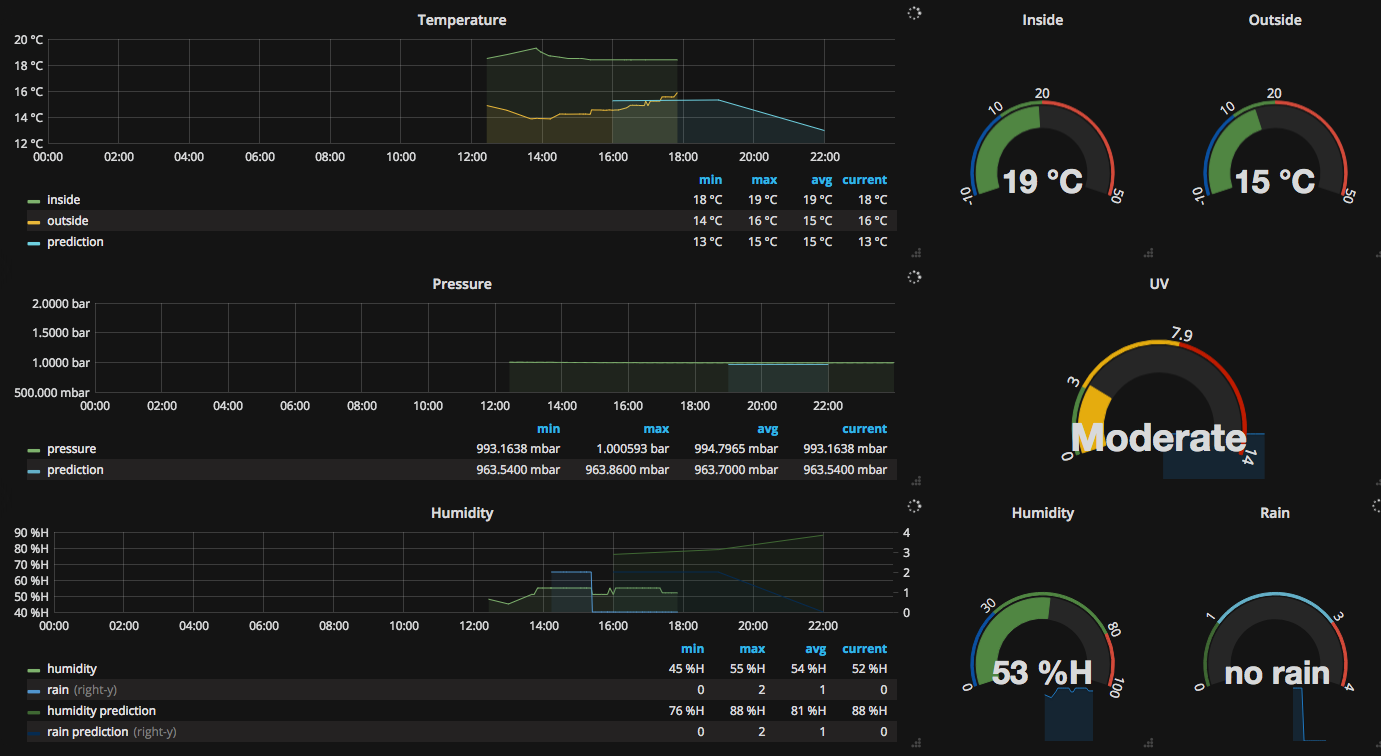 Temperature
20 °C
18 °C
16 °C
14 °C
12 °C
00:00 02:00 04:00 06:00 08:00 10:00 12:00 14:00 16:00 18:00 20:00 22:00
min max avg current
inside 18 °C 19 °C 19 °C 18 °C
outside 14 °C 16 °C 15 °C 16 °C
prediction 13 °C 15 °C 15 °C 13 °C
Inside
-10 10 20 50
19 °C
Outside
-10 10 20 50
15 °C
Pressure
2.0000 bar
1.5000 bar
1.0000 bar
500.000 mbar
00:00 02:00 04:00 06:00 08:00 10:00 12:00 14:00 16:00 18:00 20:00 22:00
min max avg current
pressure 993.1638 mbar 1.000593 bar 994.7965 mbar 993.1638 mbar
prediction 963.5400 mbar 963.8600 mbar 963.7000 mbar 963.5400 mbar
UV
0 3 7.9 14
Moderate
Humidity
90 %H 4
80 %H 3
70 %H
60 %H 2
50 %H 1
40 %H 0
00:00 02:00 04:00 06:00 08:00 10:00 12:00 14:00 16:00 18:00 20:00 22:00
min max avg current
humidity 45 %H 55 %H 54 %H 52 %H
rain (right-y) 0 2 1 0
humidity prediction 76 %H 88 %H 81 %H 88 %H
rain prediction (right-y) 0 2 1 0
Humidity
0 30 80 100
53 %H
Rain
0 1 3 4
no rain